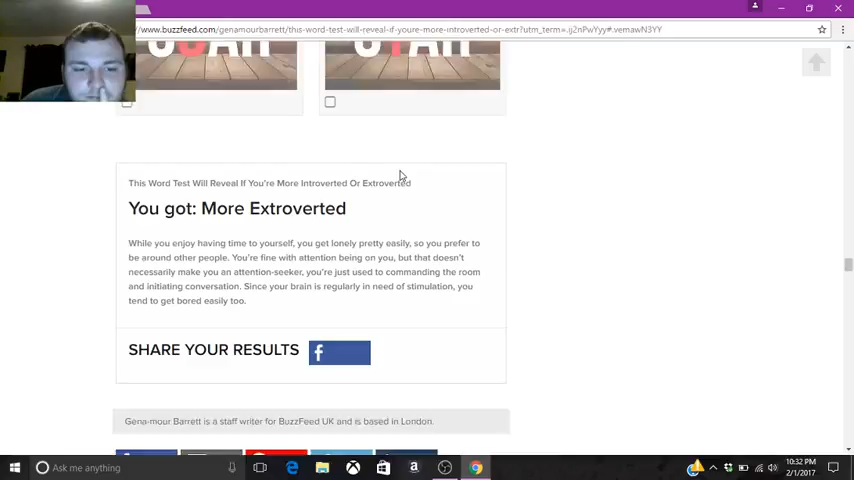 www.buzzfeed.com/genamourbarrett/this-word-test-will-reveal-if-youre-more-introverted-or-extr?utm_term=.ij2nPwYyy#.vemawN3YY
This Word Test Will Reveal If You're More Introverted Or Extroverted
You got: More Extroverted
While you enjoy having time to yourself, you get lonely pretty easily, so you prefer to
be around other people. You're fine with attention being on you, but that doesn't
necessarily make you an attention-seeker, you're just used to commanding the room
and initiating conversation. Since your brain is regularly in need of stimulation, you
tend to get bored easily too.
SHARE YOUR RESULTS
Gena-mour Barrett is a staff writer for BuzzFeed UK and is based in London.
Ask me anything
10:32 PM
2/1/2017